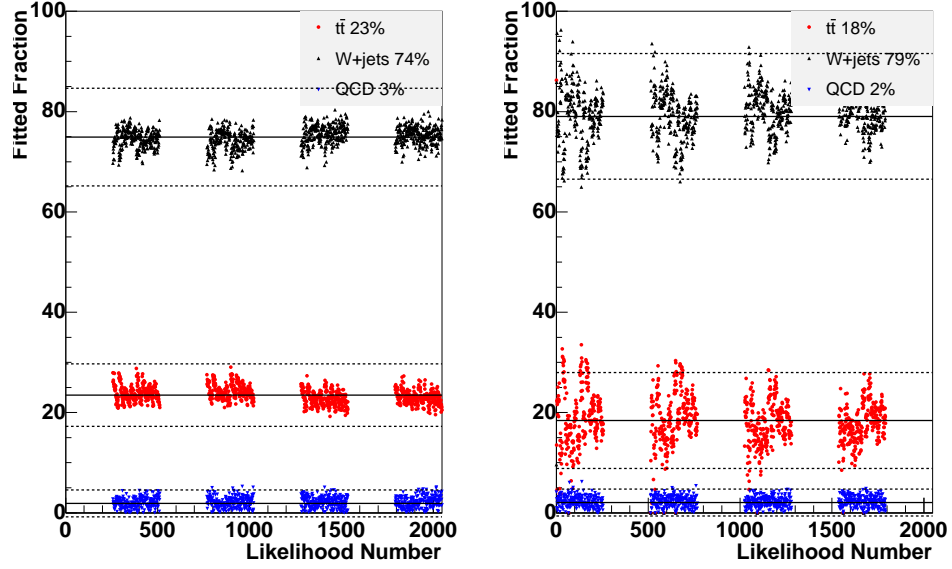 Fitted Fraction
100
80
60
40
20
0
tt̄ 23%
W+jets 74%
QCD 3%
0 500 1000 1500 2000
Likelihood Number
Fitted Fraction
100
80
60
40
20
0
tt̄ 18%
W+jets 79%
QCD 2%
0 500 1000 1500 2000
Likelihood Number